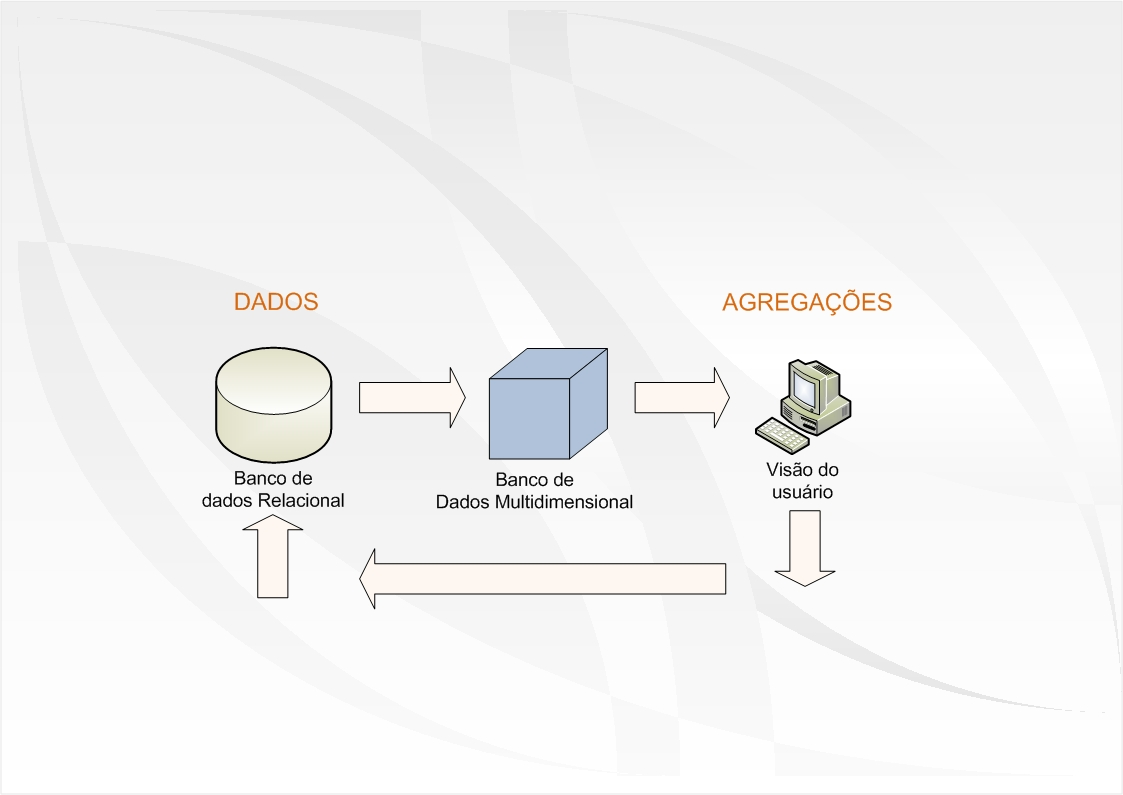 DADOS
AGREGAÇÕES
Banco de
dados Relacional
Banco de
Dados Multidimensional
Visão do
usuário